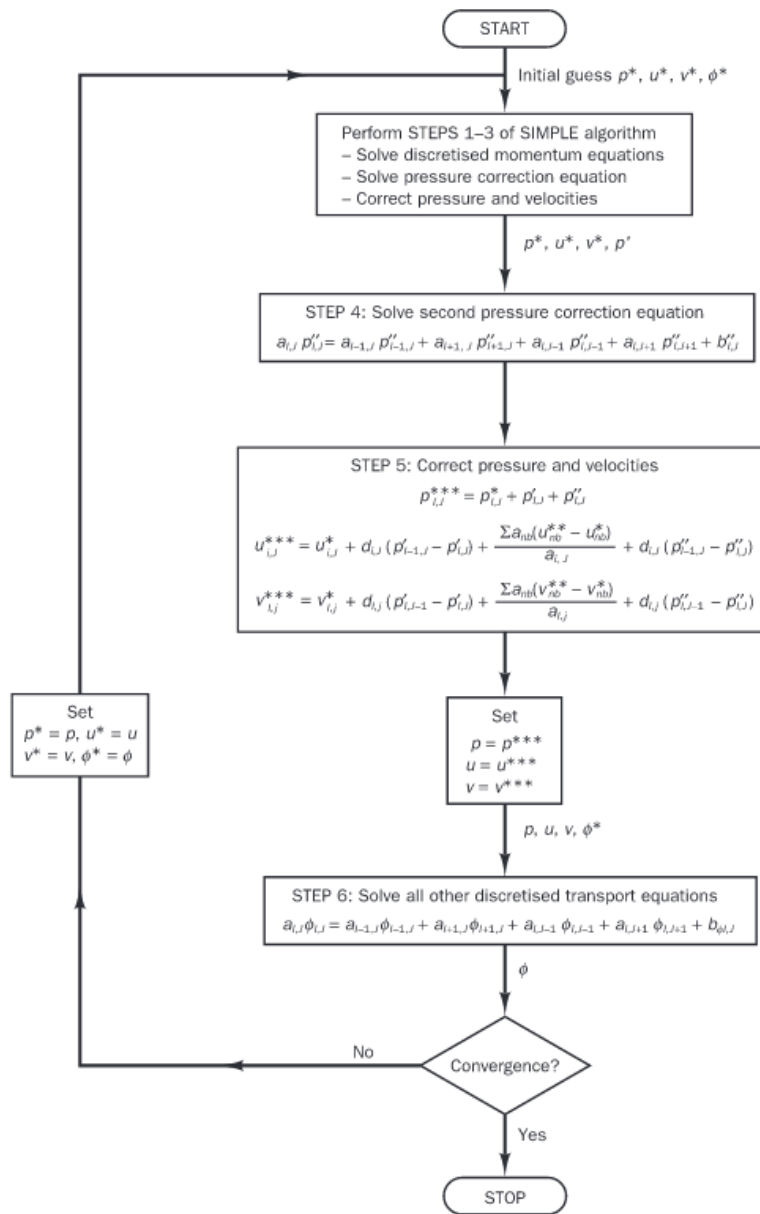 START
Initial guess p*, u*, v*, ϕ*
Perform STEPS 1–3 of SIMPLE algorithm
– Solve discretised momentum equations
– Solve pressure correction equation
– Correct pressure and velocities
p*, u*, v*, p′
STEP 4: Solve second pressure correction equation
a_{I,J} p″_{I,J} = a_{I–1,J} p″_{I–1,J} + a_{I+1,J} p″_{I+1,J} + a_{I,J–1} p″_{I,J–1} + a_{I,J+1} p″_{I,J+1} + b″_{I,J}
STEP 5: Correct pressure and velocities
p***_{I,J} = p*_{I,J} + p′_{I,J} + p″_{I,J}
u***_{i,J} = u*_{i,J} + d_{i,J} (p′_{I–1,J} – p′_{I,J}) + Σa_{nb}(u**_{nb} – u*_{nb}) / a_{i,J} + d_{i,J} (p″_{I–1,J} – p″_{I,J})
v***_{I,j} = v*_{I,j} + d_{I,j} (p′_{I,J–1} – p′_{I,J}) + Σa_{nb}(v**_{nb} – v*_{nb}) / a_{I,j} + d_{I,j} (p″_{I,J–1} – p″_{I,J})
Set
p* = p, u* = u
v* = v, ϕ* = ϕ
Set
p = p***
u = u***
v = v***
p, u, v, ϕ*
STEP 6: Solve all other discretised transport equations
a_{I,J} ϕ_{I,J} = a_{I–1,J} ϕ_{I–1,J} + a_{I+1,J} ϕ_{I+1,J} + a_{I,J–1} ϕ_{I,J–1} + a_{I,J+1} ϕ_{I,J+1} + b_{ϕI,J}
ϕ
No
Convergence?
Yes
STOP